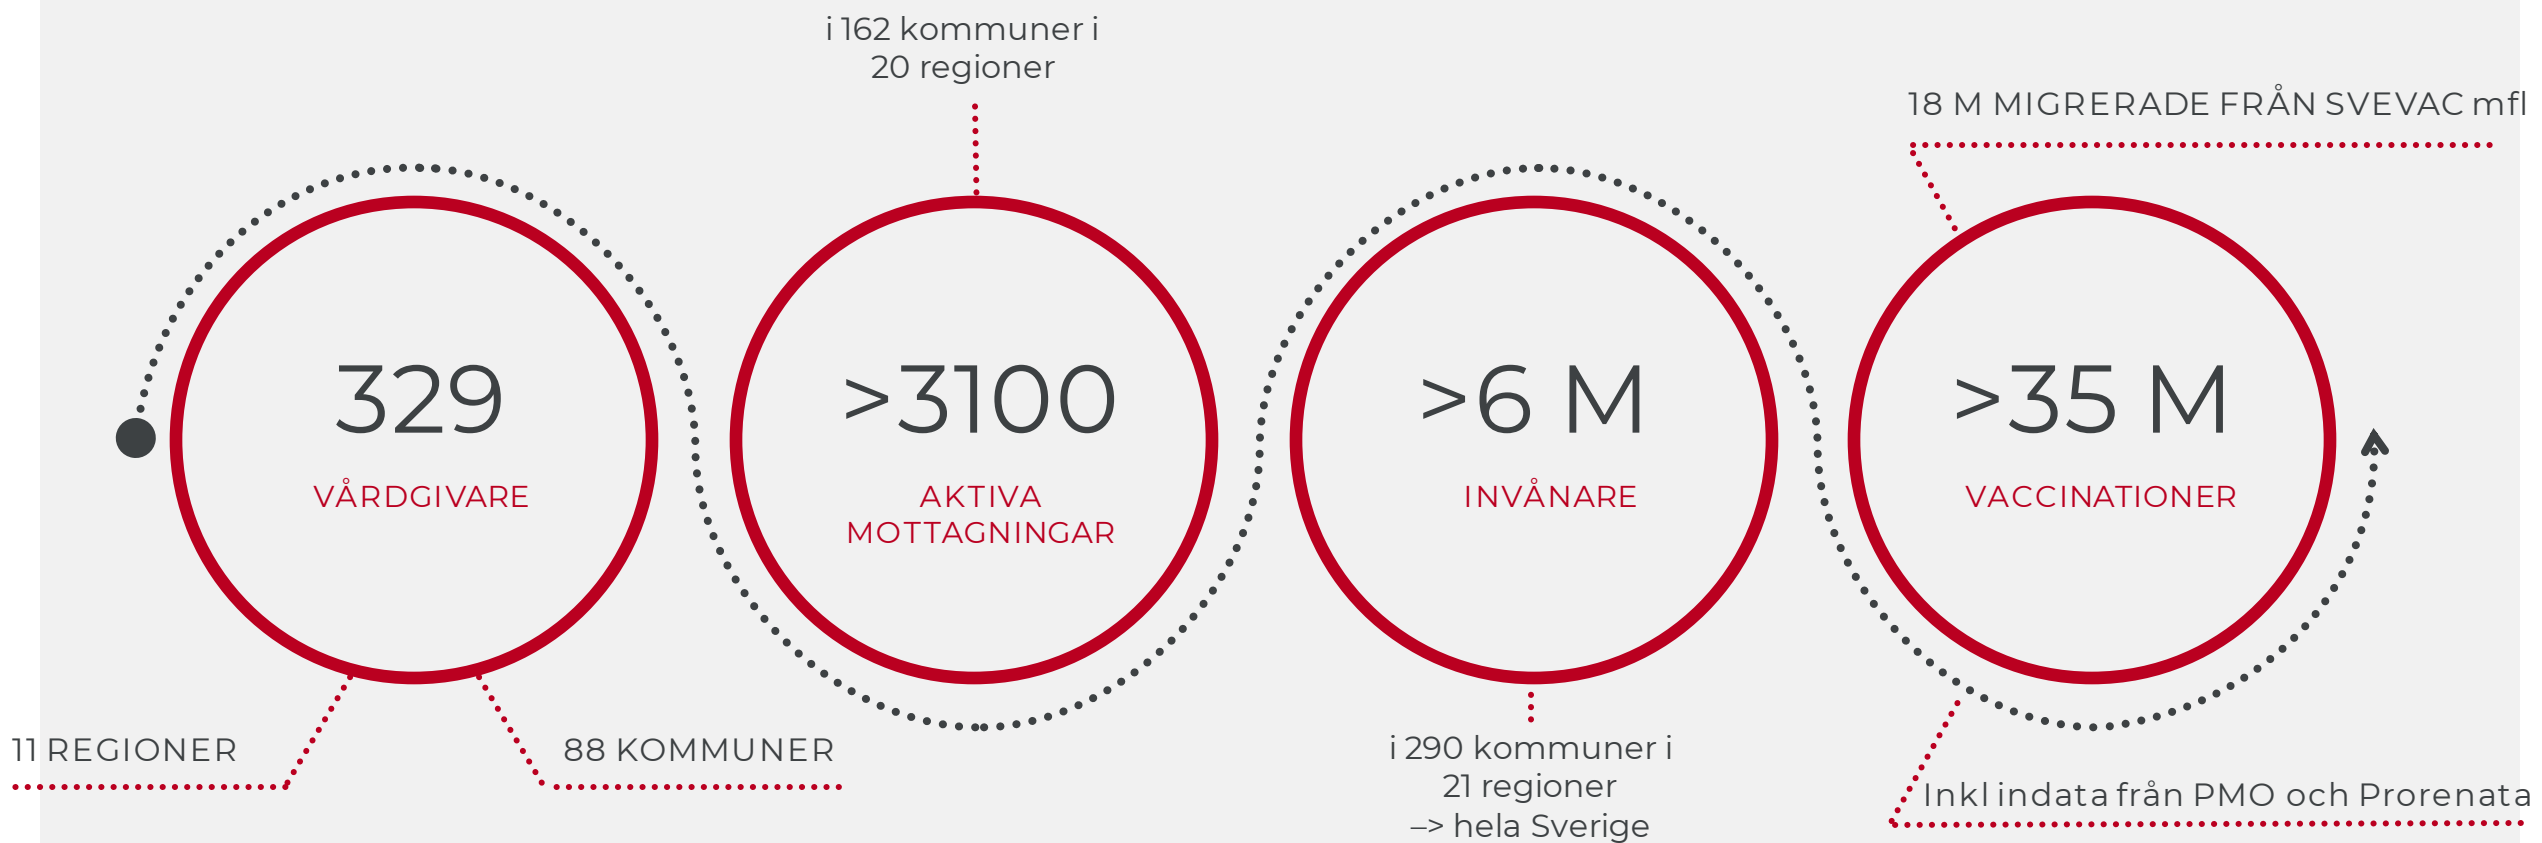 329
VÅRDGIVARE
11 REGIONER
88 KOMMUNER
i 162 kommuner i
20 regioner
>3100
AKTIVA
MOTTAGNINGAR
>6 M
INVÅNARE
i 290 kommuner i
21 regioner
–> hela Sverige
18 M MIGRERADE FRÅN SVEVAC mfl
>35 M
VACCINATIONER
Inkl indata från PMO och Prorenata